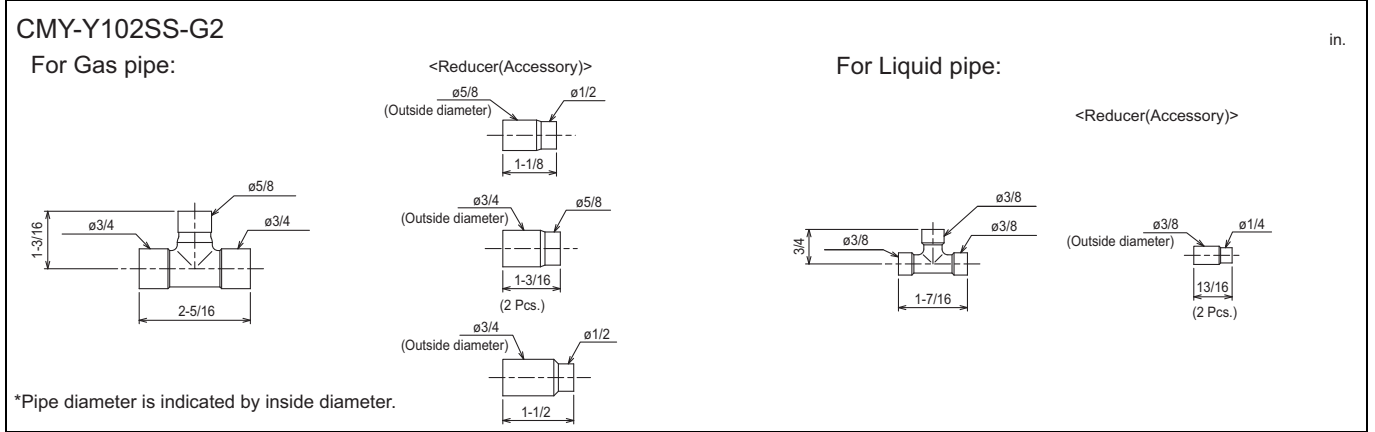 CMY-Y102SS-G2
in.
For Gas pipe:
<Reducer(Accessory)>
ø5/8
(Outside diameter)
ø1/2
1-1/8
ø5/8
ø3/4
ø3/4
1-3/16
2-5/16
ø3/4
(Outside diameter)
ø5/8
1-3/16
(2 Pcs.)
ø3/4
(Outside diameter)
ø1/2
1-1/2
For Liquid pipe:
<Reducer(Accessory)>
ø3/8
ø3/8
ø3/8
3/4
1-7/16
ø3/8
(Outside diameter)
ø1/4
13/16
(2 Pcs.)
*Pipe diameter is indicated by inside diameter.